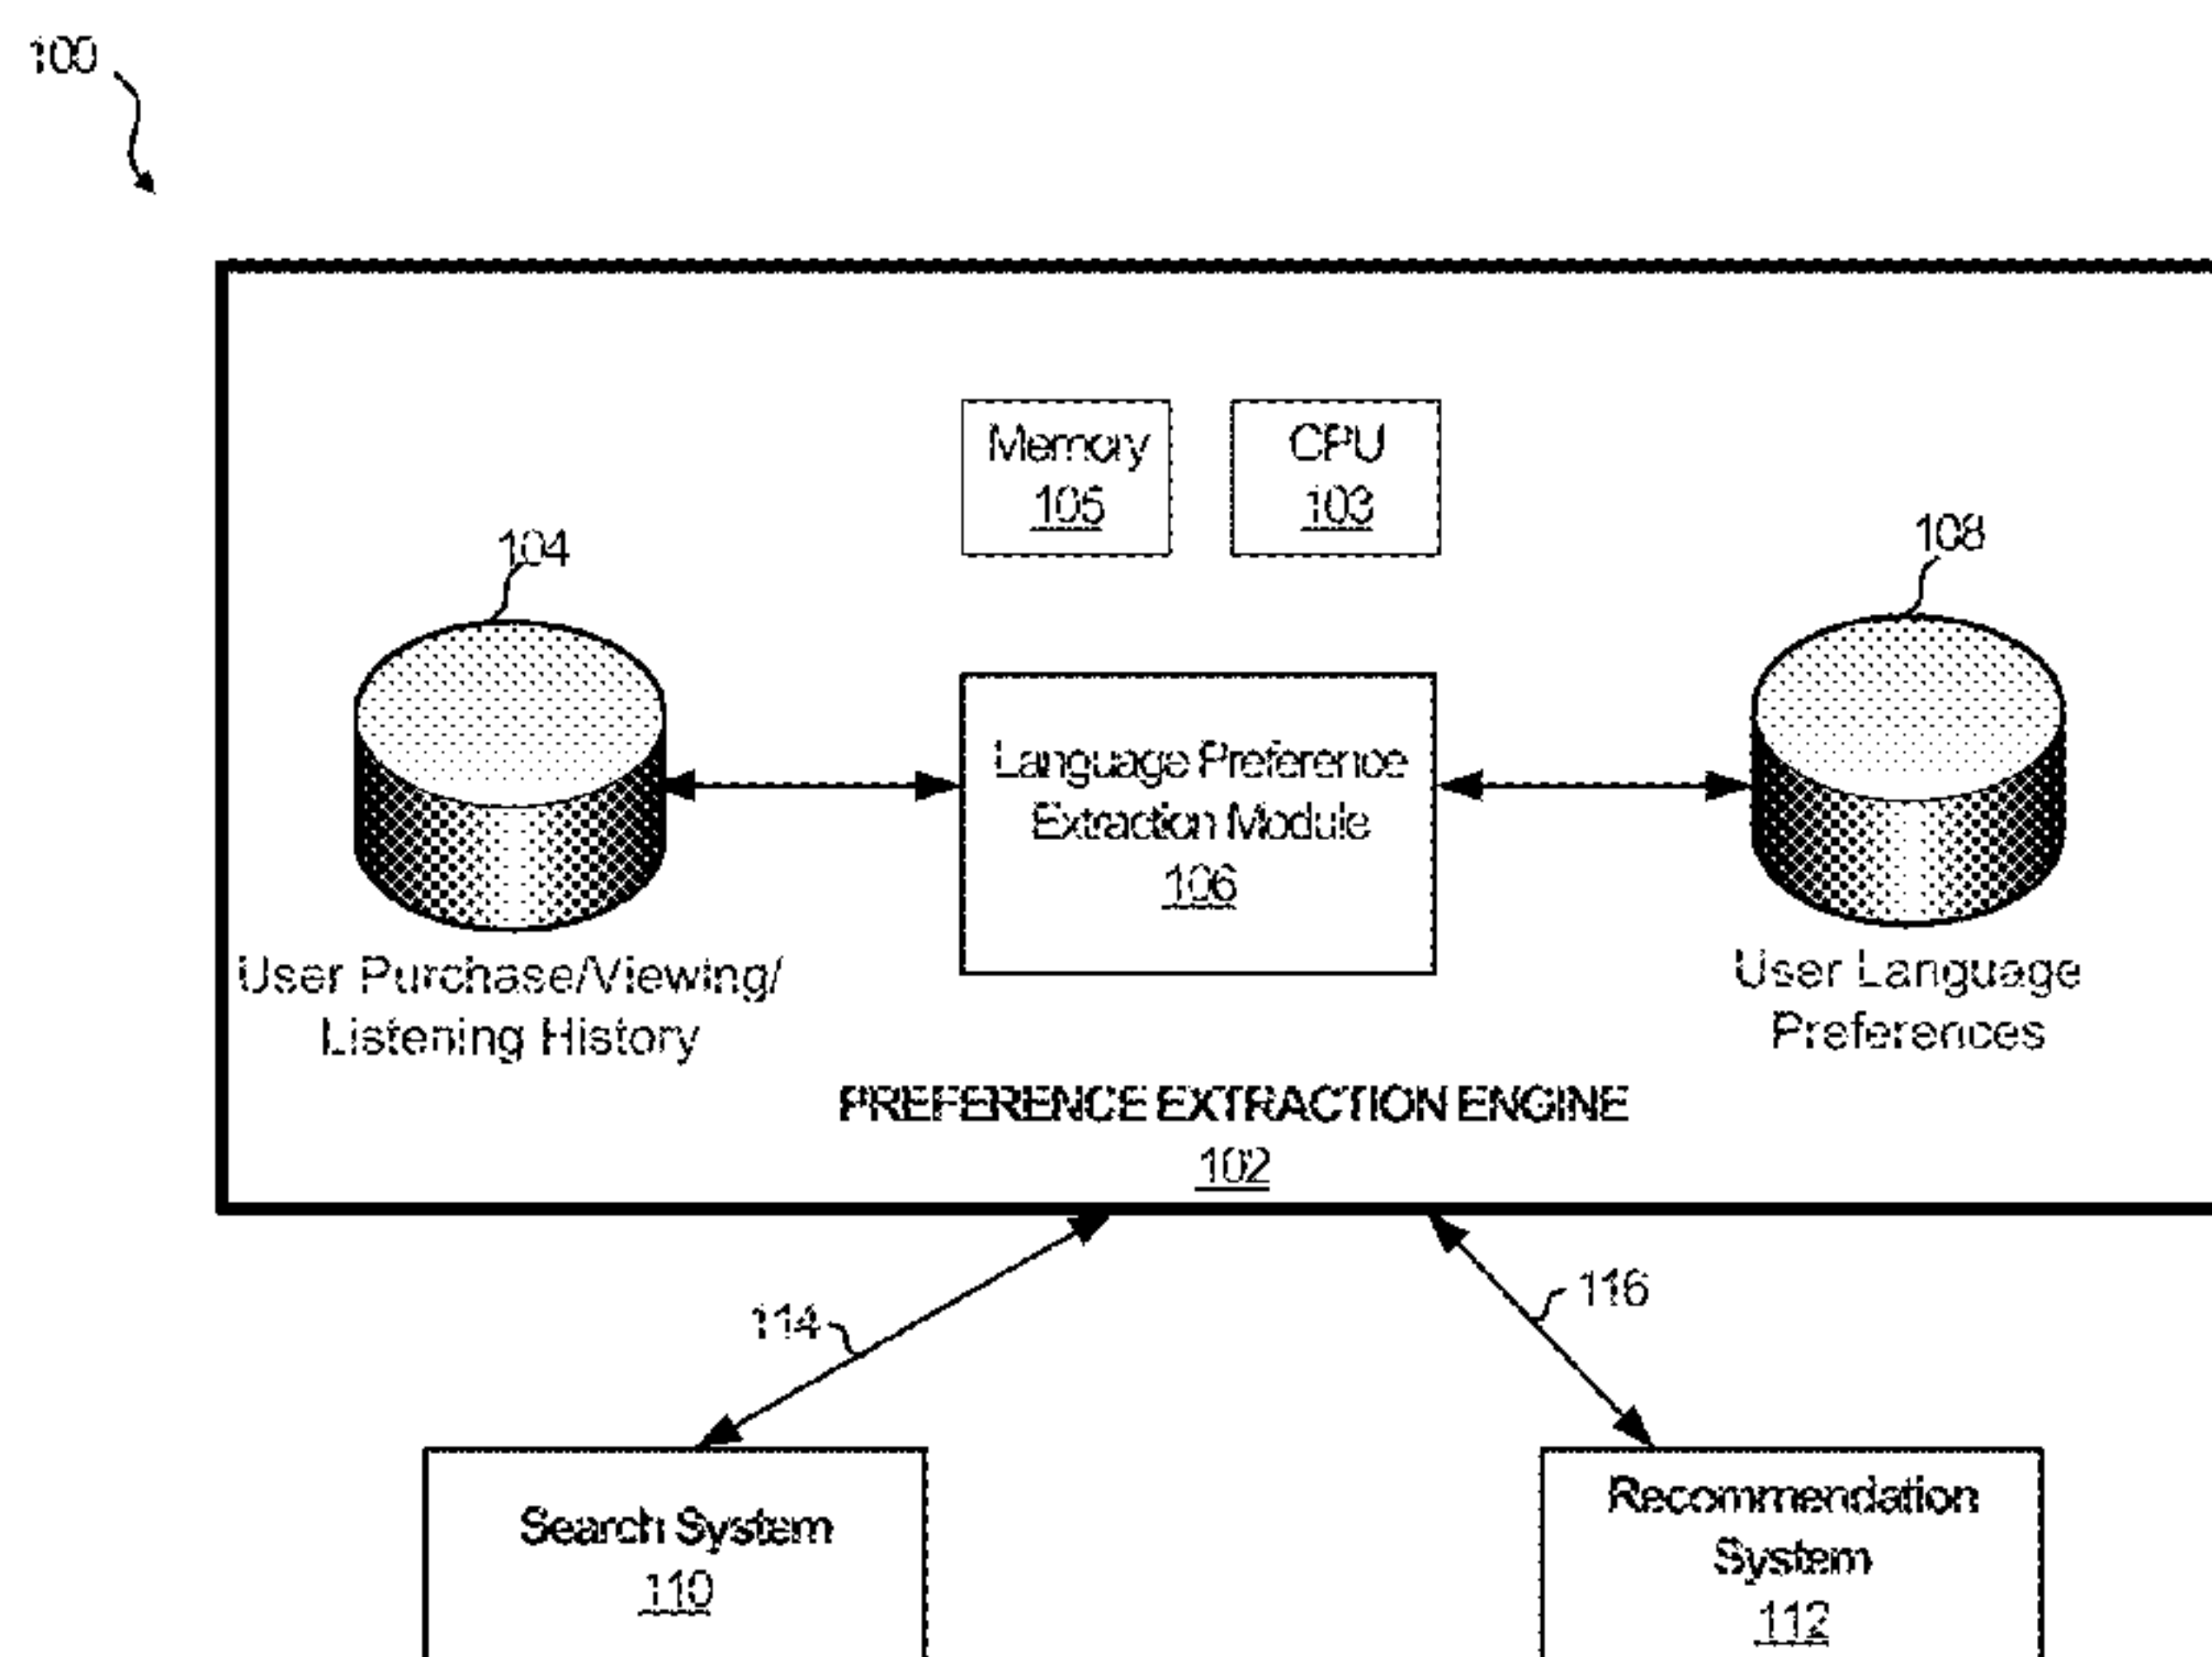 100
Memory
105
CPU
103
104
108
Language Preference
Extraction Module
106
User Purchase/Viewing/
Listening History
User Language
Preferences
PREFERENCE EXTRACTION ENGINE
102
114
116
Search System
110
Recommendation
System
112